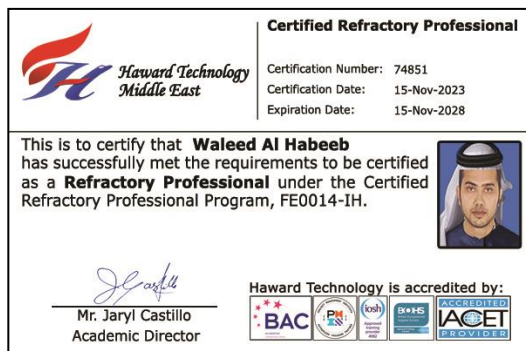 Certified Refractory Professional
Haward Technology
Middle East
Certification Number: 74851
Certification Date: 15-Nov-2023
Expiration Date: 15-Nov-2028
This is to certify that Waleed Al Habeeb
has successfully met the requirements to be certified
as a Refractory Professional under the Certified
Refractory Professional Program, FE0014-IH.
Mr. Jaryl Castillo
Academic Director
Haward Technology is accredited by:
BAC
iosh
Approved
training
provider
BOHS
ACCREDITED
IACET
PROVIDER